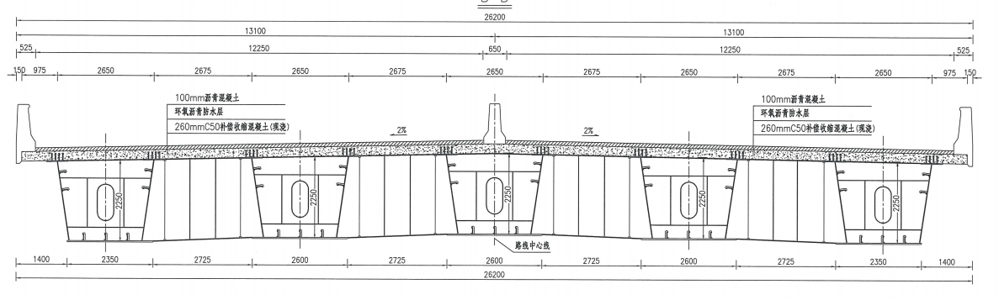 26200
13100 13100
525 12250 650 12250 525
150 975 2650 2675 2650 2675 2650 2675 2650 2675 2650 975 150
100mm沥青混凝土 100mm沥青混凝土
环氧沥青防水层 环氧沥青防水层
260mmC50补偿收缩混凝土(现浇) 2% 2% 260mmC50补偿收缩混凝土(现浇)
2250 2250 2250 2250 2250
路线中心线
1400 2350 2725 2600 2725 2600 2725 2600 2725 2350 1400
26200